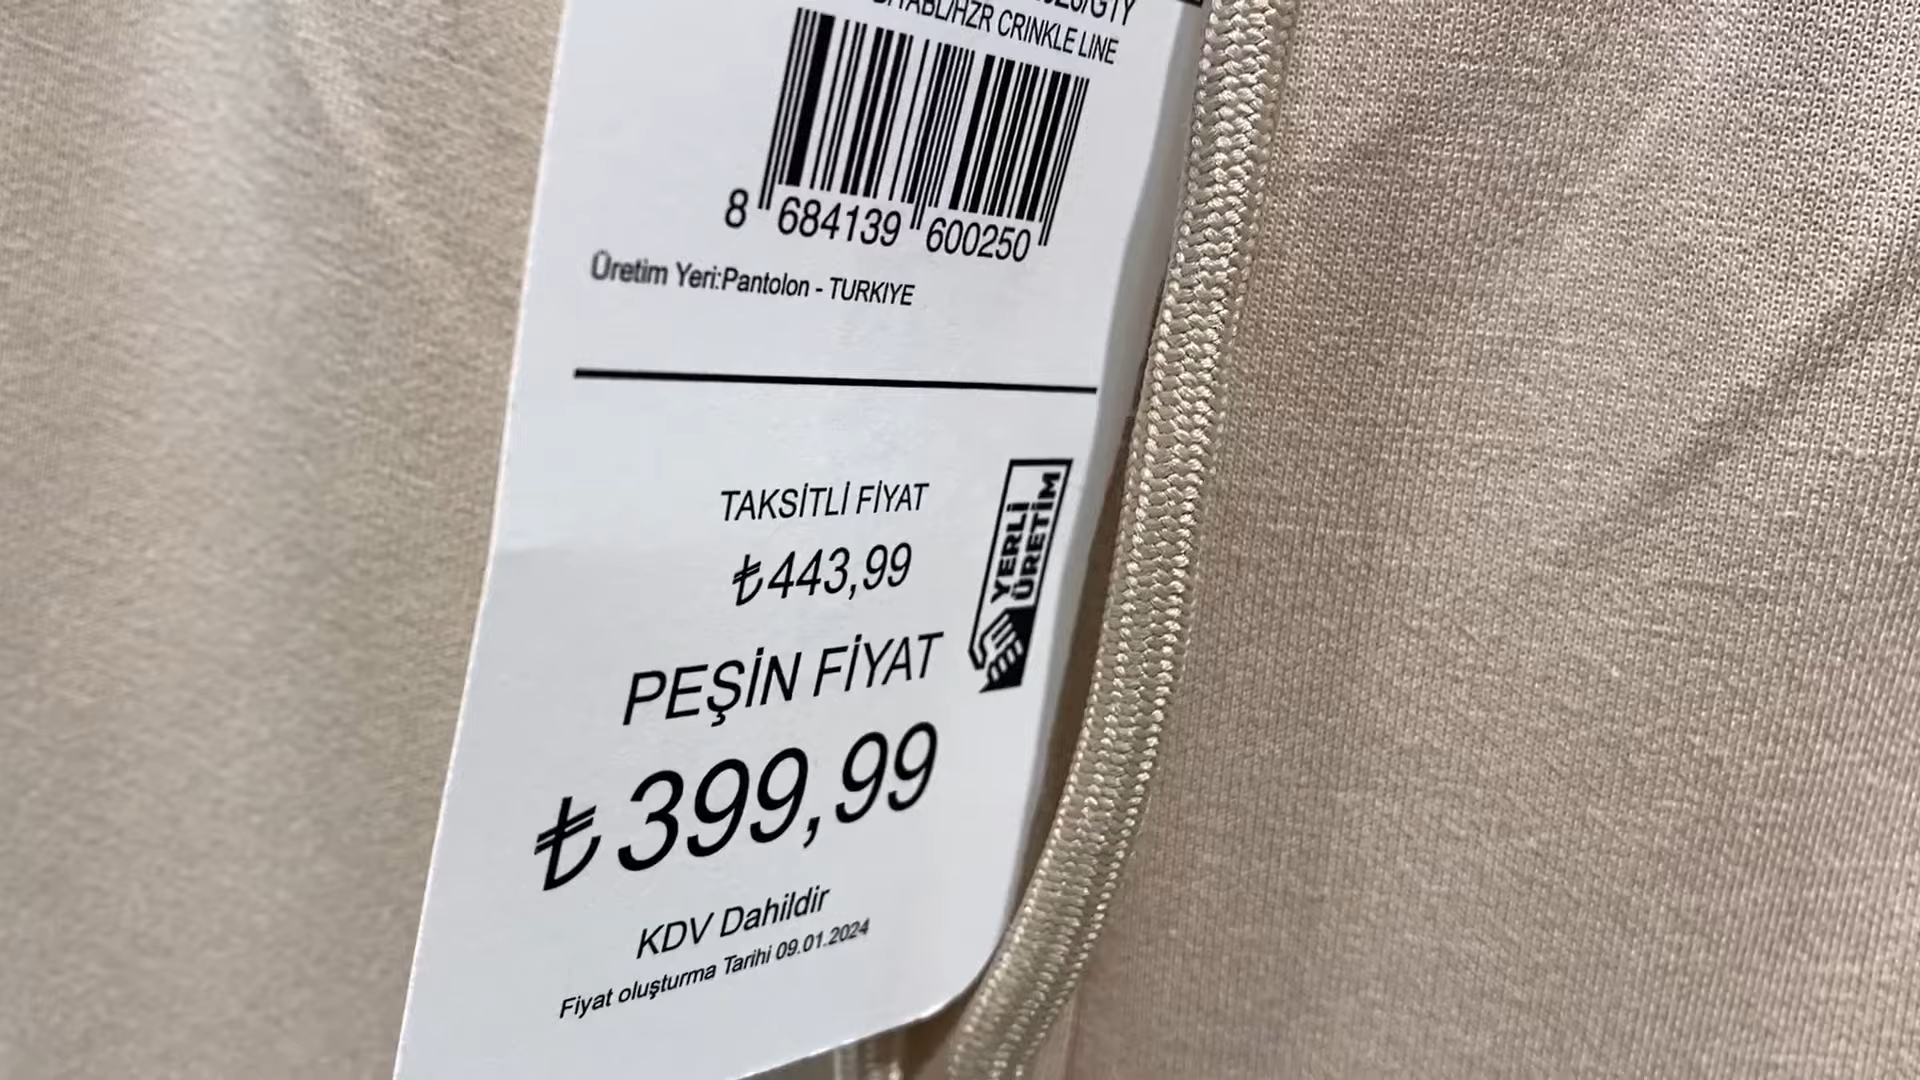 HZR CRINKLE LINE
8 684139 600250
Üretim Yeri:Pantolon - TURKIYE
TAKSİTLİ FİYAT
₺443,99
YERLİ
ÜRETİM
PEŞİN FİYAT
₺399,99
KDV Dahildir
Fiyat oluşturma Tarihi 09.01.2024